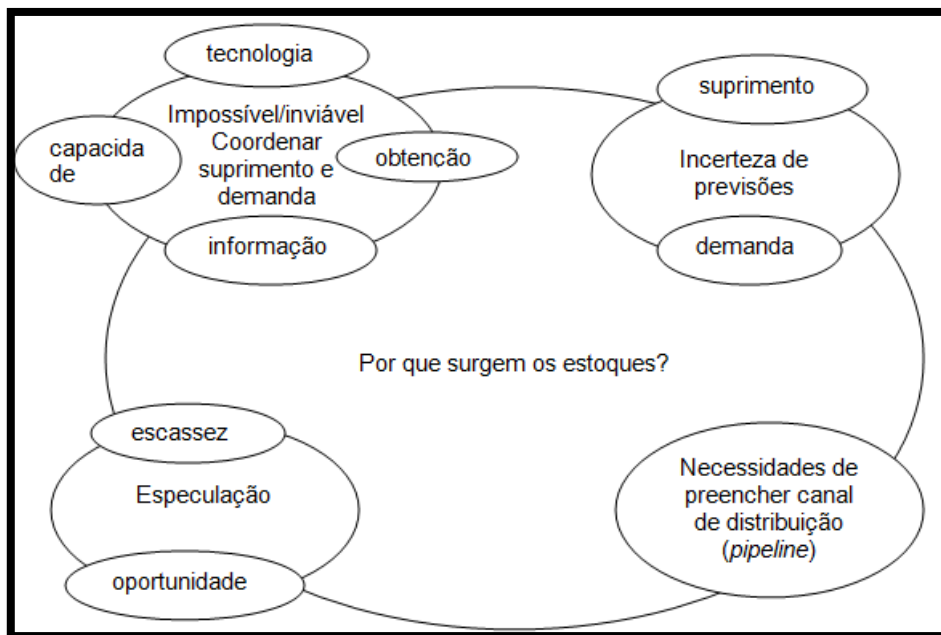 tecnologia
Impossível/inviável
Coordenar
suprimento e
demanda
capacida
de
obtenção
informação
suprimento
Incerteza de
previsões
demanda
Por que surgem os estoques?
escassez
Especulação
oportunidade
Necessidades de
preencher canal
de distribuição
(pipeline)